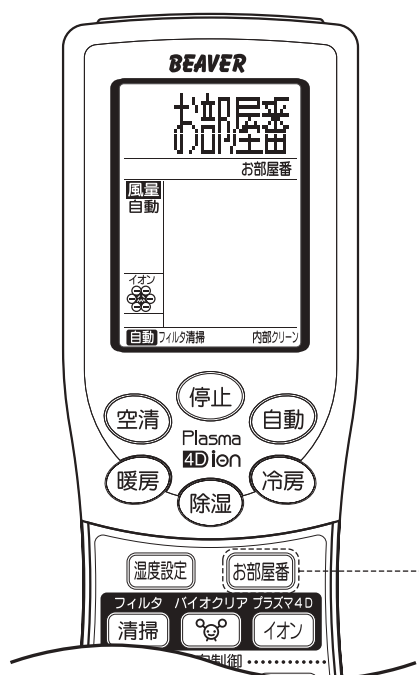 BEAVER
お部屋番
お部屋番
風量
自動
イオン
自動 フィルタ清掃 内部クリーン
停止
空清 自動
Plasma
4D ion
暖房 冷房
除湿
湿度設定 お部屋番
フィルタ バイオクリア プラズマ4D
清掃 イオン
制御